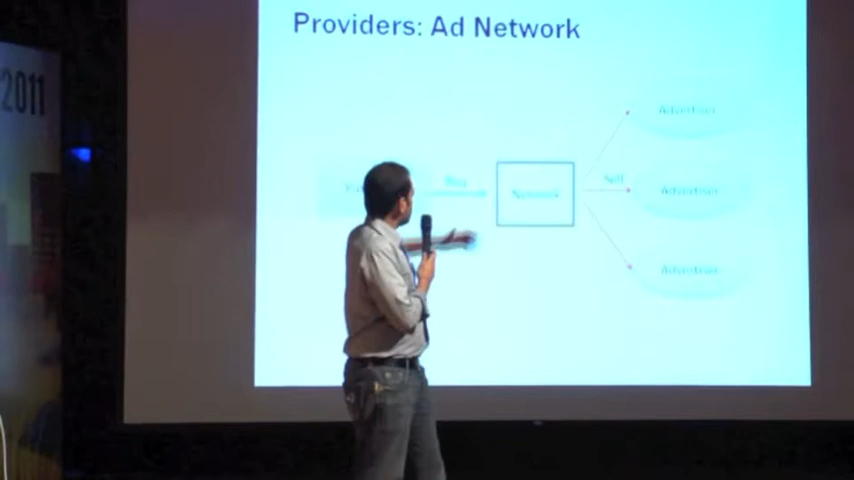 2011
Providers: Ad Network
Advertiser
Buy
Network
Sell
Advertiser
Advertiser